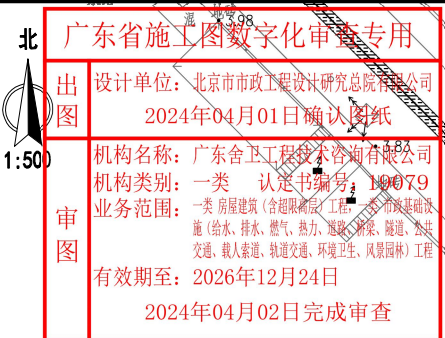 混
3.98
北
1:500
广东省施工图数字化审查专用
出图
设计单位：北京市市政工程设计研究总院有限公司
2024年04月01日确认图纸
3.83
审图
机构名称：广东舍卫工程技术咨询有限公司
机构类别：一类 认定书编号：19079
业务范围：一类 房屋建筑（含超限高层）工程，一类 市政基础设
施（给水、排水、燃气、热力、道路、桥梁、隧道、公共
交通、载人索道、轨道交通、环境卫生、风景园林）工程
有效期至：2026年12月24日
2024年04月02日完成审查